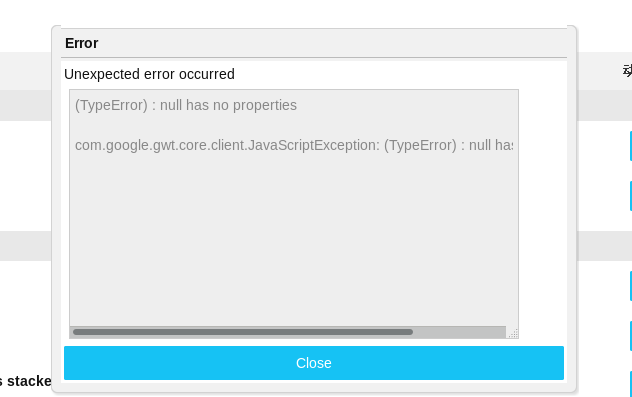 Error
Unexpected error occurred
(TypeError) : null has no properties
com.google.gwt.core.client.JavaScriptException: (TypeError) : null has
Close
s stacke